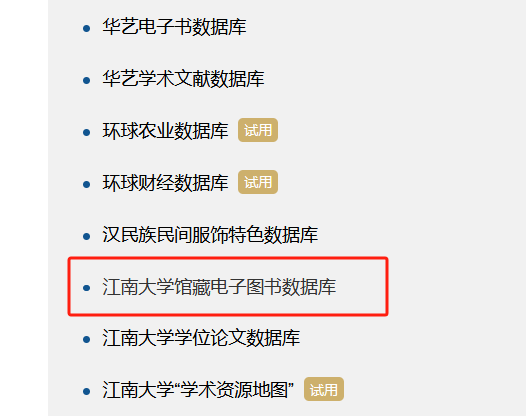 华艺电子书数据库
华艺学术文献数据库
环球农业数据库 试用
环球财经数据库 试用
汉民族民间服饰特色数据库
江南大学馆藏电子图书数据库
江南大学学位论文数据库
江南大学“学术资源地图” 试用